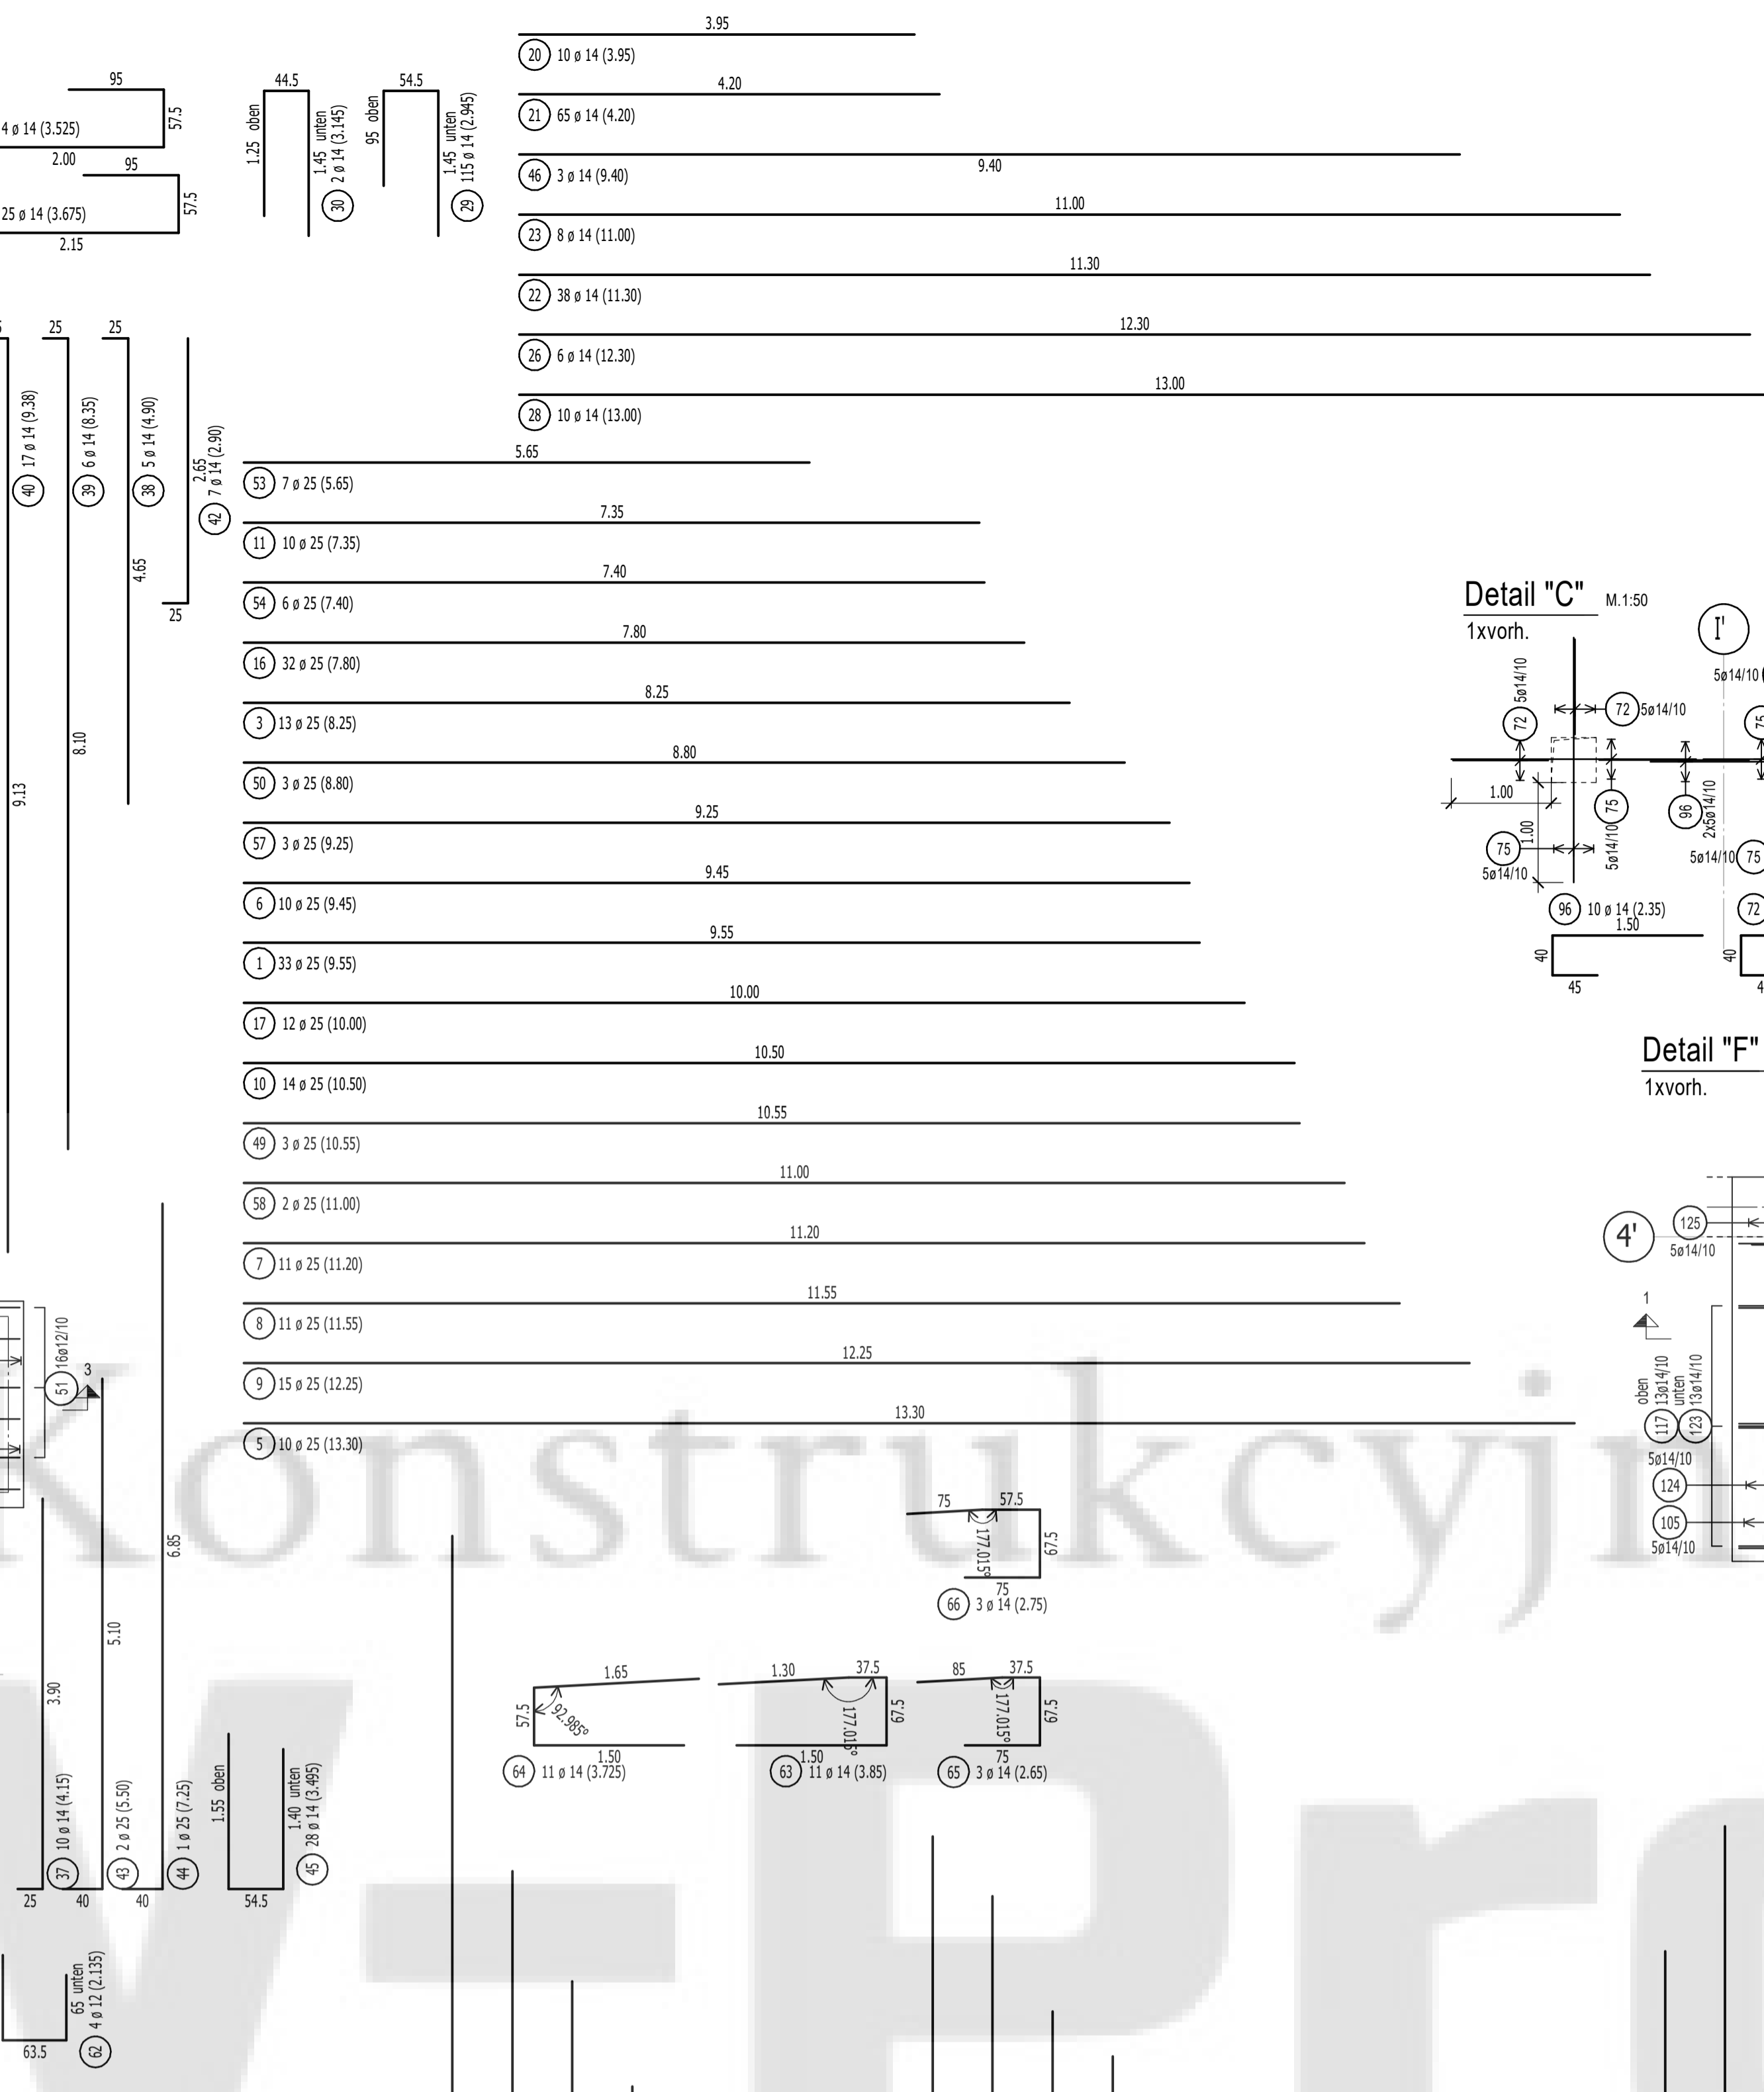 3.95
20 10 ø 14 (3.95)
4.20
21 65 ø 14 (4.20)
9.40
46 3 ø 14 (9.40)
11.00
23 8 ø 14 (11.00)
11.30
22 38 ø 14 (11.30)
12.30
26 6 ø 14 (12.30)
13.00
28 10 ø 14 (13.00)
95
57.5
4 ø 14 (3.525)
2.00
95
57.5
25 ø 14 (3.675)
2.15
44.5
1.25 oben
1.45 unten
30 2 ø 14 (3.145)
54.5
95 oben
1.45 unten
29 115 ø 14 (2.945)
25
25
40 17 ø 14 (9.38)
39 6 ø 14 (8.35)
38 5 ø 14 (4.90)
2.65
42 7 ø 14 (2.90)
4.65
25
8.10
9.13
5.65
53 7 ø 25 (5.65)
7.35
11 10 ø 25 (7.35)
7.40
54 6 ø 25 (7.40)
7.80
16 32 ø 25 (7.80)
8.25
3 13 ø 25 (8.25)
8.80
50 3 ø 25 (8.80)
9.25
57 3 ø 25 (9.25)
9.45
6 10 ø 25 (9.45)
9.55
1 33 ø 25 (9.55)
10.00
17 12 ø 25 (10.00)
10.50
10 14 ø 25 (10.50)
10.55
49 3 ø 25 (10.55)
11.00
58 2 ø 25 (11.00)
11.20
7 11 ø 25 (11.20)
11.55
8 11 ø 25 (11.55)
12.25
9 15 ø 25 (12.25)
13.30
5 10 ø 25 (13.30)
Detail "C" M.1:50
1xvorh.
I'
5ø14/10
72 5ø14/10
72 5ø14/10
75
1.00
1.00
75 5ø14/10
96 2x5ø14/10
75
5ø14/10
5ø14/10 75
96 10 ø 14 (2.35)
1.50
40
45
72
40
Detail "F"
1xvorh.
4'
125
5ø14/10
1
oben
117 13ø14/10
unten
123 13ø14/10
5ø14/10
124
105
5ø14/10
51 16ø12/10
3
6.85
5.10
3.90
37 10 ø 14 (4.15)
43 2 ø 25 (5.50)
44 1 ø 25 (7.25)
25
40
40
1.55 oben
1.40 unten
45 28 ø 14 (3.495)
54.5
65 unten
62 4 ø 12 (2.135)
63.5
75
57.5
177.015°
67.5
75
66 3 ø 14 (2.75)
1.65
57.5
92.985°
1.50
64 11 ø 14 (3.725)
1.30
37.5
177.015°
67.5
1.50
63 11 ø 14 (3.85)
85
37.5
177.015°
67.5
75
65 3 ø 14 (2.65)
Konstrukcyjn
V-Pro